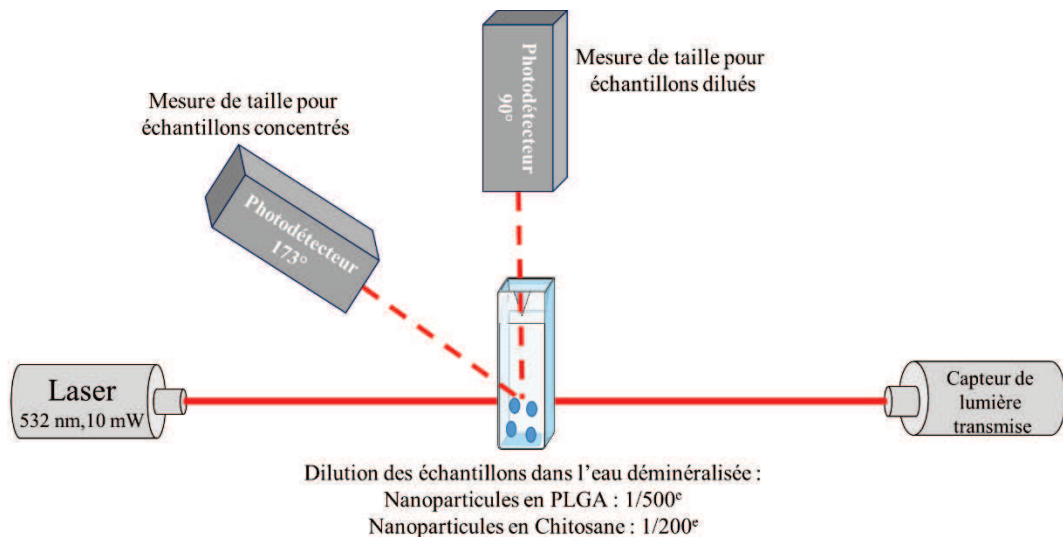 Mesure de taille pour
échantillons dilués
Photodétecteur
90°
Mesure de taille pour
échantillons concentrés
Photodétecteur
173°
Laser
532 nm,10 mW
Capteur de
lumière
transmise
Dilution des échantillons dans l'eau déminéralisée :
Nanoparticules en PLGA : 1/500ᵉ
Nanoparticules en Chitosane : 1/200ᵉ